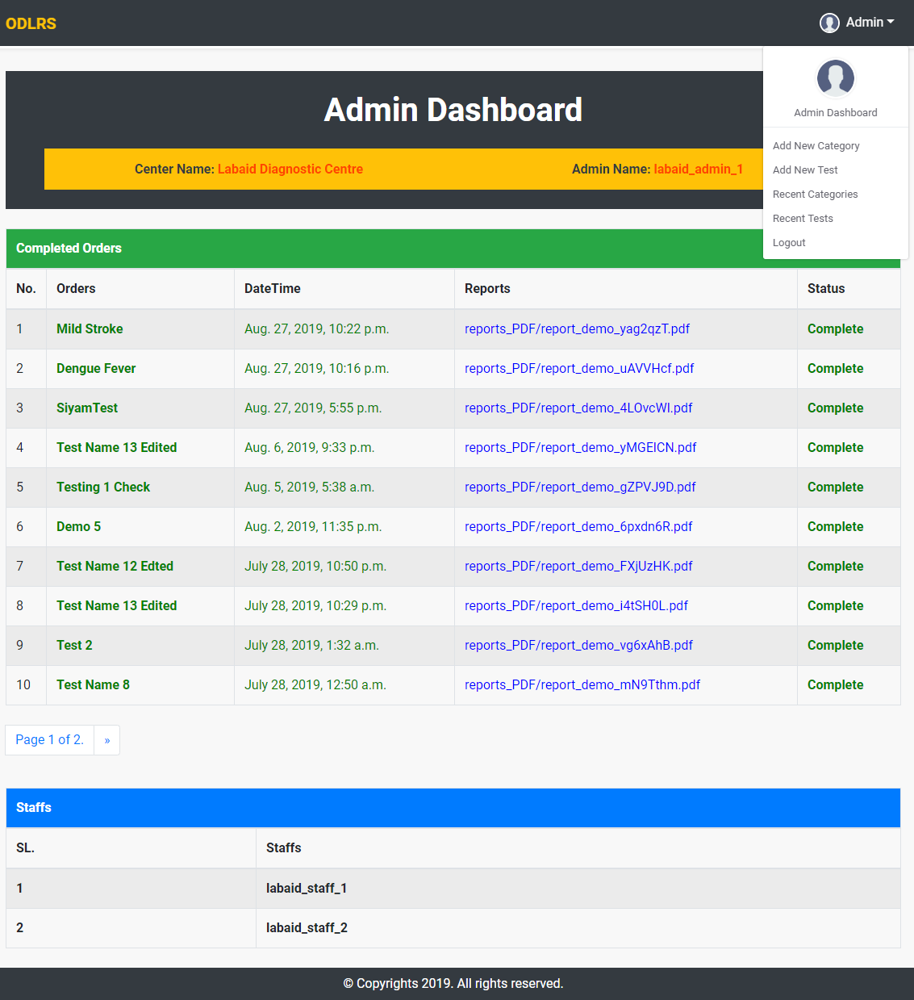 ODLRS
Admin
Admin Dashboard
Add New Category
Add New Test
Recent Categories
Recent Tests
Logout
Admin Dashboard
Center Name: Labaid Diagnostic Centre Admin Name: labaid_admin_1
Completed Orders
No. Orders DateTime Reports Status
1 Mild Stroke Aug. 27, 2019, 10:22 p.m. reports_PDF/report_demo_yag2qzT.pdf Complete
2 Dengue Fever Aug. 27, 2019, 10:16 p.m. reports_PDF/report_demo_uAVVHcf.pdf Complete
3 SiyamTest Aug. 27, 2019, 5:55 p.m. reports_PDF/report_demo_4LOvcWl.pdf Complete
4 Test Name 13 Edited Aug. 6, 2019, 9:33 p.m. reports_PDF/report_demo_yMGEICN.pdf Complete
5 Testing 1 Check Aug. 5, 2019, 5:38 a.m. reports_PDF/report_demo_gZPVJ9D.pdf Complete
6 Demo 5 Aug. 2, 2019, 11:35 p.m. reports_PDF/report_demo_6pxdn6R.pdf Complete
7 Test Name 12 Edted July 28, 2019, 10:50 p.m. reports_PDF/report_demo_FXjUzHK.pdf Complete
8 Test Name 13 Edited July 28, 2019, 10:29 p.m. reports_PDF/report_demo_i4tSH0L.pdf Complete
9 Test 2 July 28, 2019, 1:32 a.m. reports_PDF/report_demo_vg6xAhB.pdf Complete
10 Test Name 8 July 28, 2019, 12:50 a.m. reports_PDF/report_demo_mN9Tthm.pdf Complete
Page 1 of 2. »
Staffs
SL. Staffs
1 labaid_staff_1
2 labaid_staff_2
© Copyrights 2019. All rights reserved.